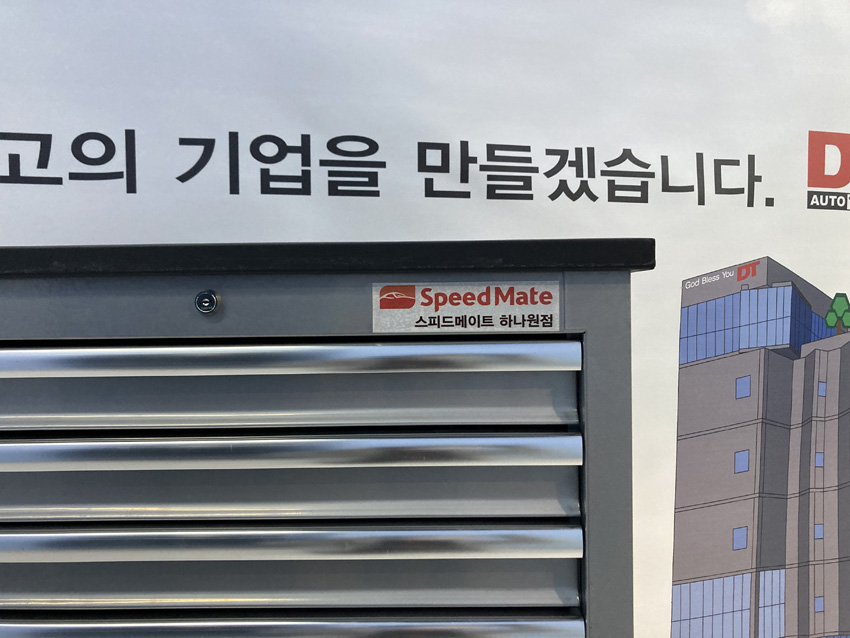 고의 기업을 만들겠습니다.
AUTO
God Bless You DT
SpeedMate
스피드메이트 하나원점